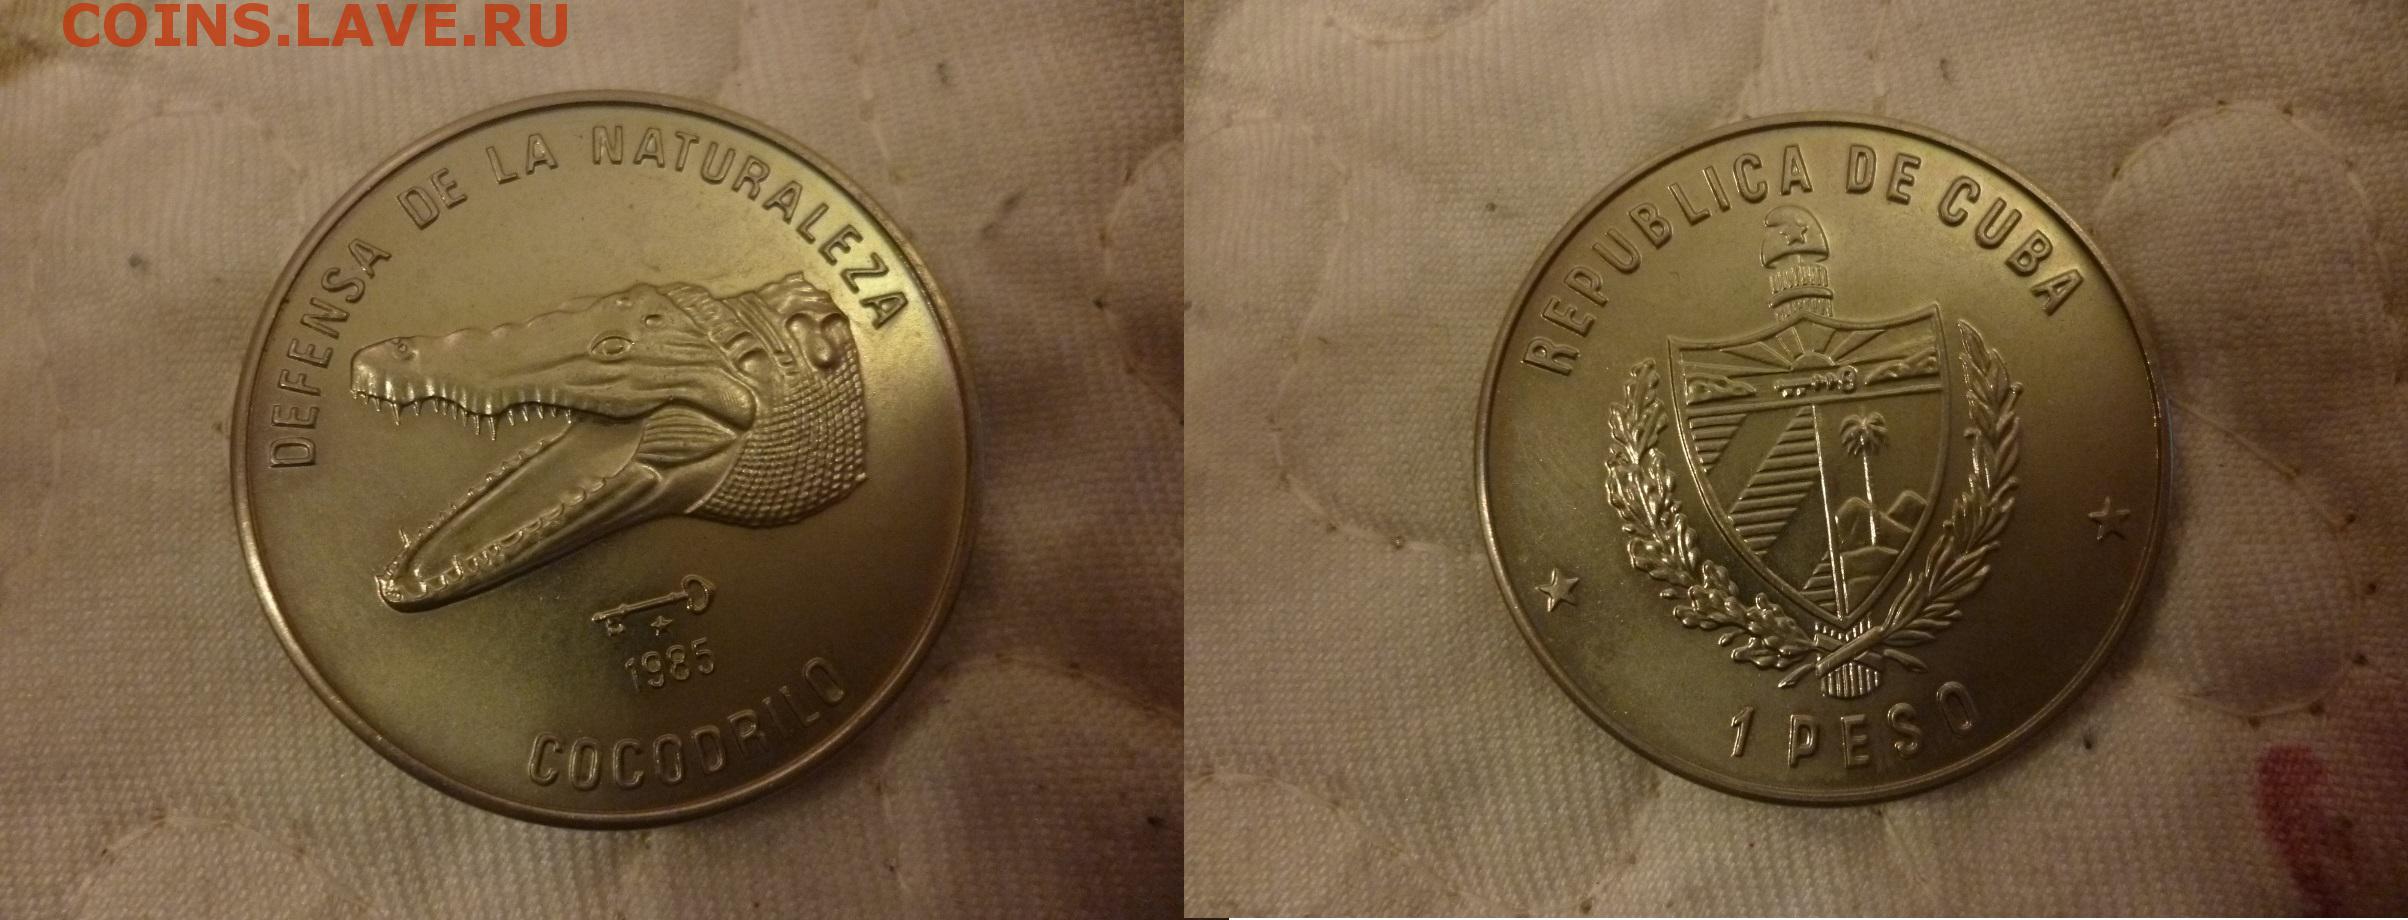 COINS.LAVE.RU
DEFENSA DE LA NATURALEZA
1985
COCODRILO
REPUBLICA DE CUBA
1 PESO